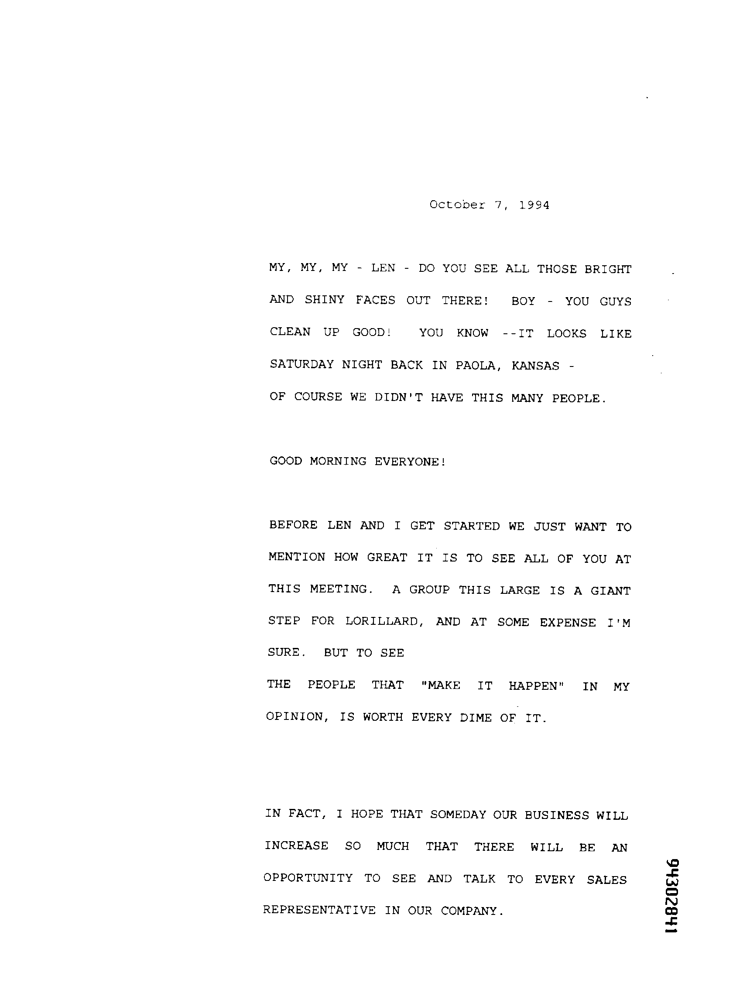 October 7, 1994
MY, MY, MY - LEN - DO YOU SEE ALL THOSE BRIGHT
AND SHINY FACES OUT THERE! BOY - YOU GUYS
CLEAN UP GOOD! YOU KNOW --IT LOOKS LIKE
SATURDAY NIGHT BACK IN PAOLA, KANSAS -
OF COURSE WE DIDN'T HAVE THIS MANY PEOPLE.
GOOD MORNING EVERYONE!
BEFORE LEN AND I GET STARTED WE JUST WANT TO
MENTION HOW GREAT IT IS TO SEE ALL OF YOU AT
THIS MEETING. A GROUP THIS LARGE IS A GIANT
STEP FOR LORILLARD, AND AT SOME EXPENSE I'M
SURE. BUT TO SEE
THE PEOPLE THAT "MAKE IT HAPPEN" IN MY
OPINION, IS WORTH EVERY DIME OF IT.
IN FACT, I HOPE THAT SOMEDAY OUR BUSINESS WILL
INCREASE SO MUCH THAT THERE WILL BE AN
OPPORTUNITY TO SEE AND TALK TO EVERY SALES
REPRESENTATIVE IN OUR COMPANY.
94302841